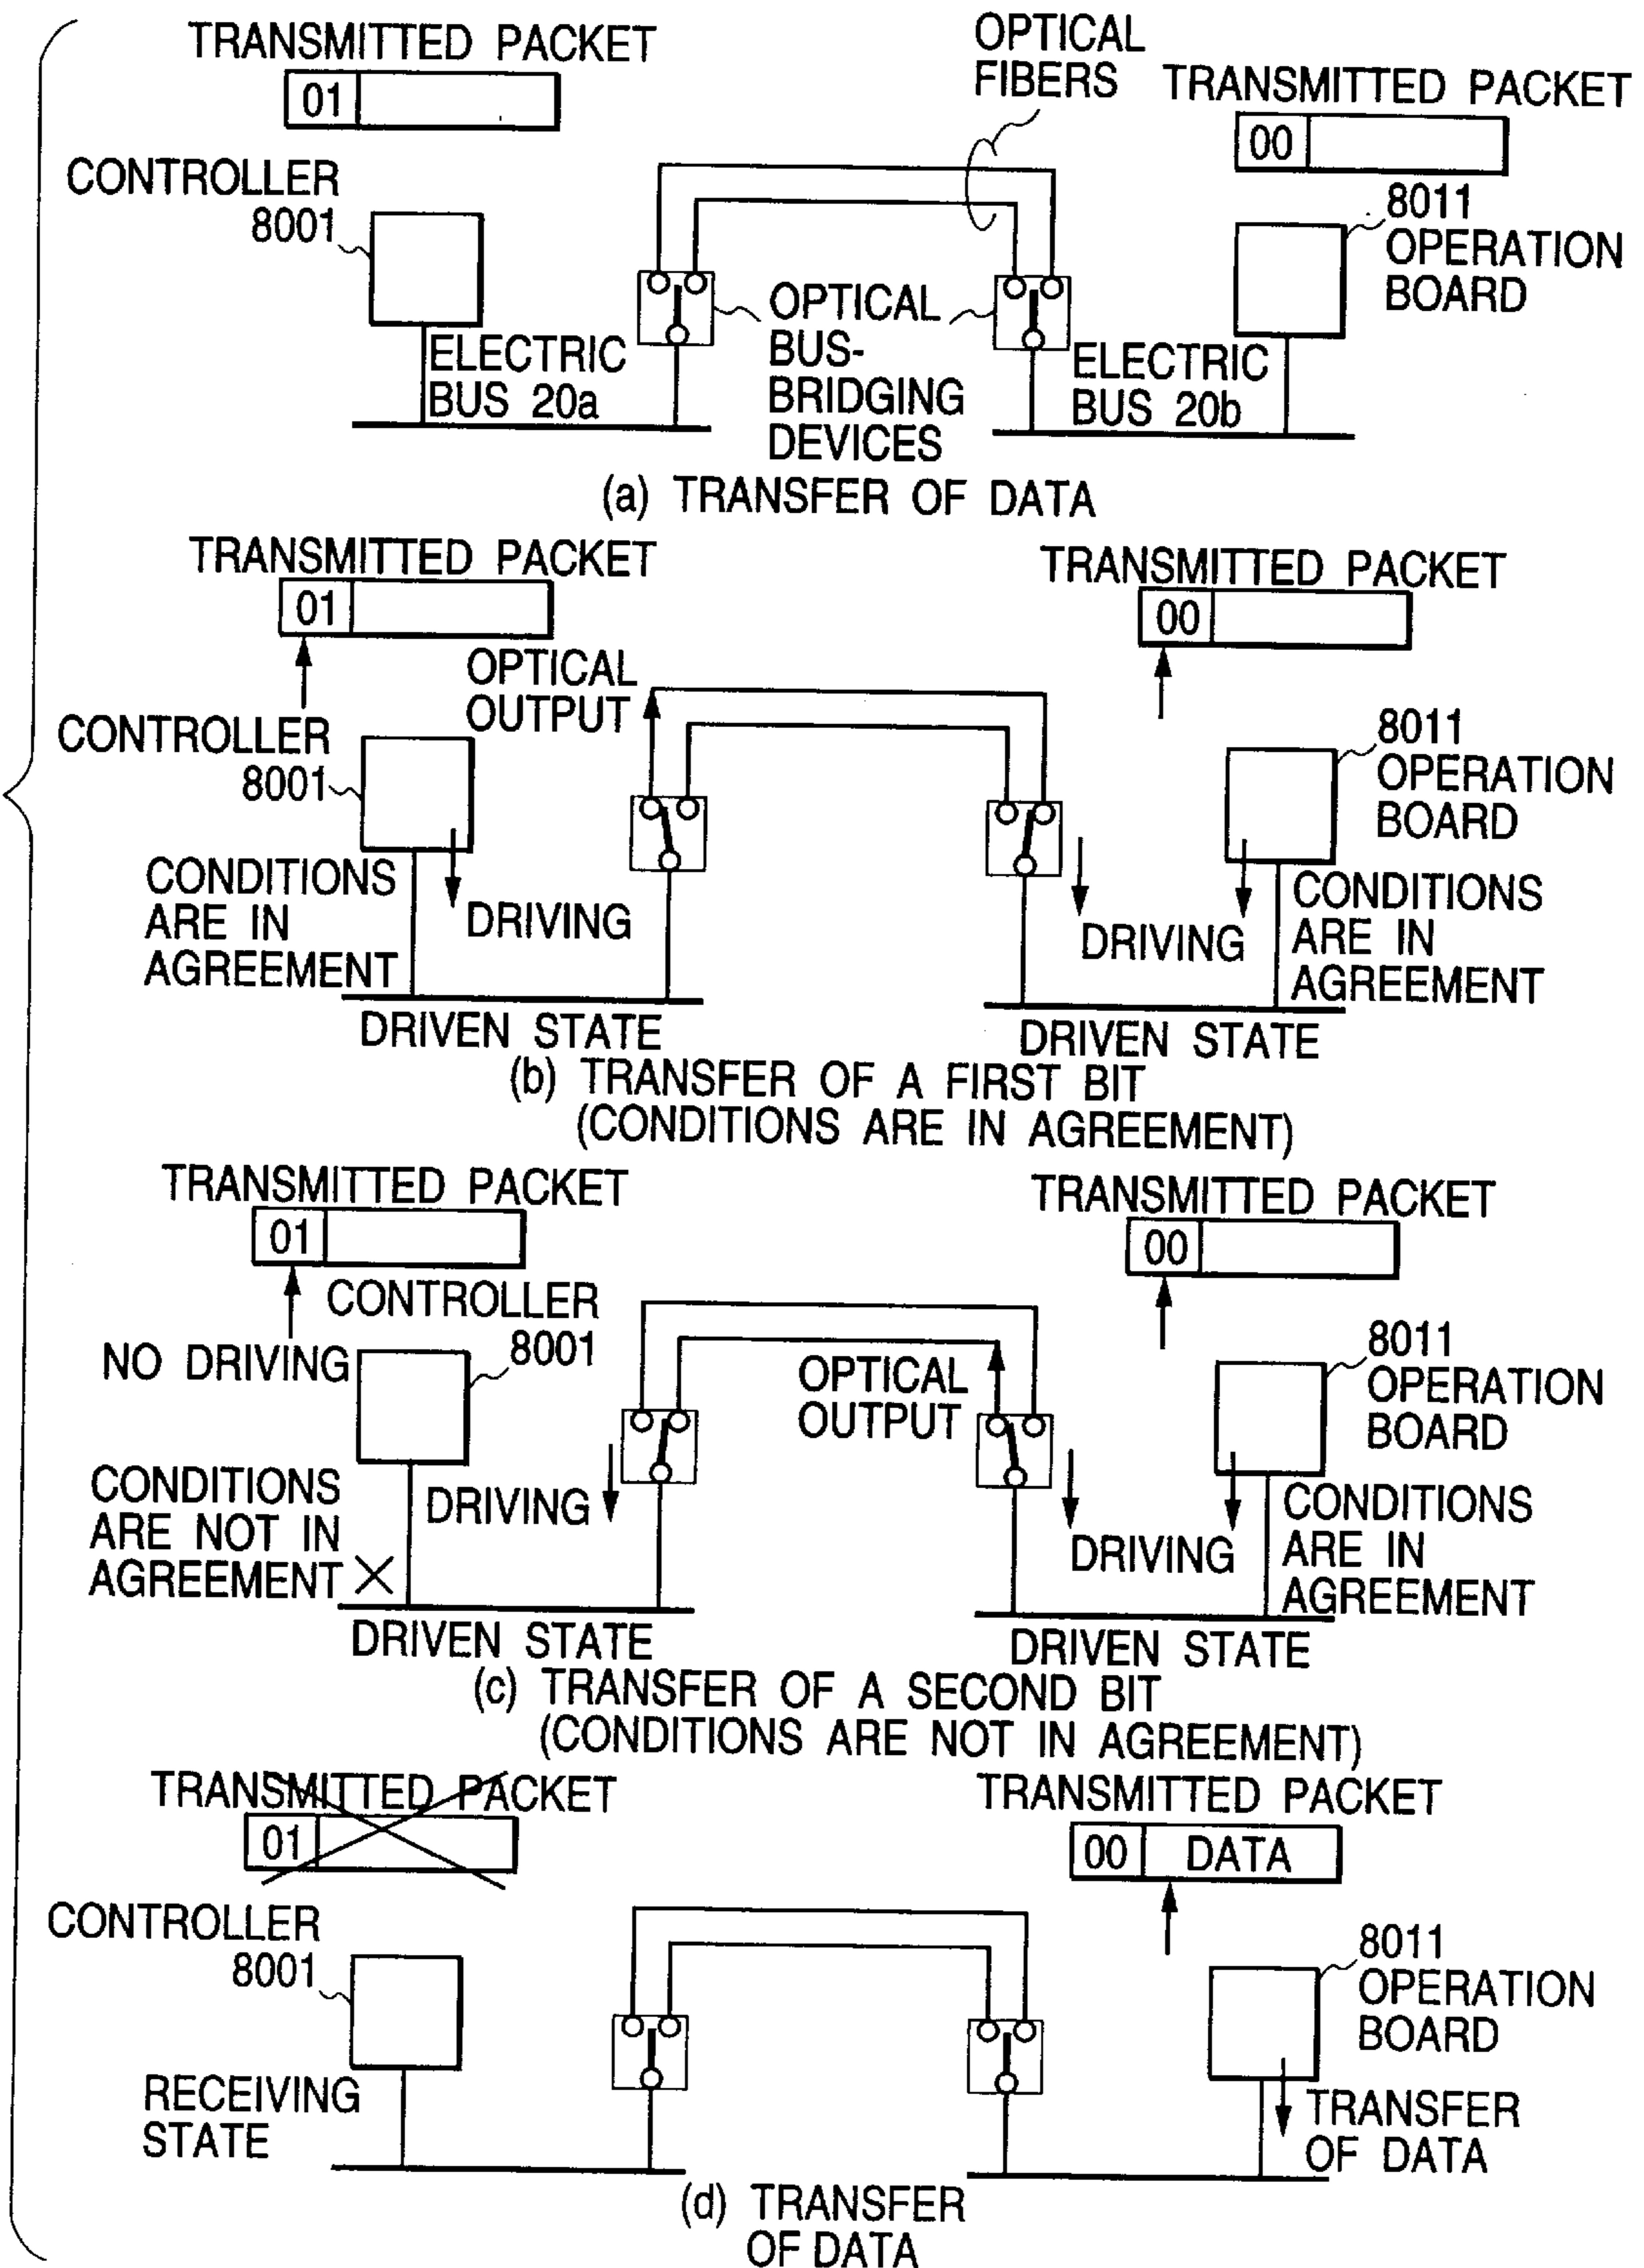 TRANSMITTED PACKET
01
OPTICAL
FIBERS
TRANSMITTED PACKET
00
CONTROLLER
8001
8011
OPERATION
BOARD
ELECTRIC
BUS 20a
OPTICAL
BUS-
BRIDGING
DEVICES
ELECTRIC
BUS 20b
(a) TRANSFER OF DATA
TRANSMITTED PACKET
01
TRANSMITTED PACKET
00
OPTICAL
OUTPUT
CONTROLLER
8001
8011
OPERATION
BOARD
CONDITIONS
ARE IN
AGREEMENT
DRIVING
DRIVING
CONDITIONS
ARE IN
AGREEMENT
DRIVEN STATE
DRIVEN STATE
(b) TRANSFER OF A FIRST BIT
(CONDITIONS ARE IN AGREEMENT)
TRANSMITTED PACKET
01
TRANSMITTED PACKET
00
CONTROLLER
8001
NO DRIVING
OPTICAL
OUTPUT
8011
OPERATION
BOARD
CONDITIONS
ARE NOT IN
AGREEMENT
DRIVING
DRIVING
CONDITIONS
ARE IN
AGREEMENT
DRIVEN STATE
DRIVEN STATE
(c) TRANSFER OF A SECOND BIT
(CONDITIONS ARE NOT IN AGREEMENT)
TRANSMITTED PACKET
01
TRANSMITTED PACKET
00 DATA
CONTROLLER
8001
8011
OPERATION
BOARD
RECEIVING
STATE
TRANSFER
OF DATA
(d) TRANSFER
OF DATA